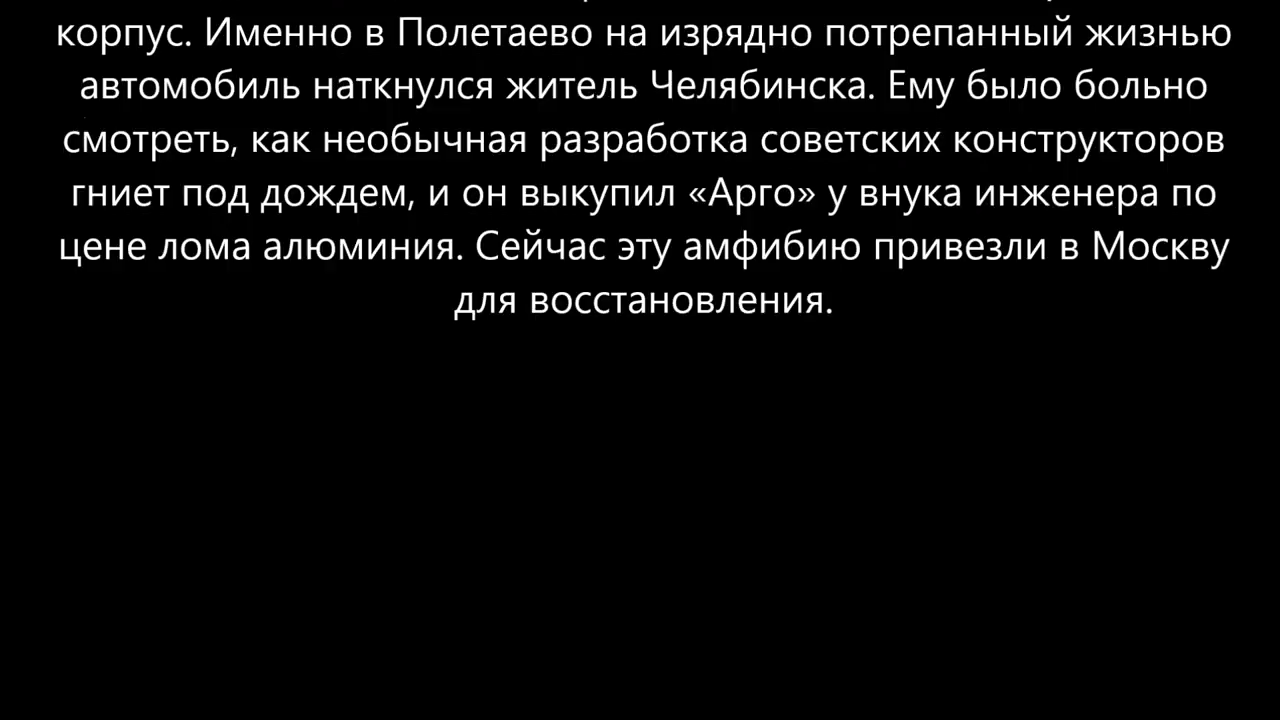 корпус. Именно в Полетаево на изрядно потрепанный жизнью
автомобиль наткнулся житель Челябинска. Ему было больно
смотреть, как необычная разработка советских конструкторов
гниет под дождем, и он выкупил «Арго» у внука инженера по
цене лома алюминия. Сейчас эту амфибию привезли в Москву
для восстановления.